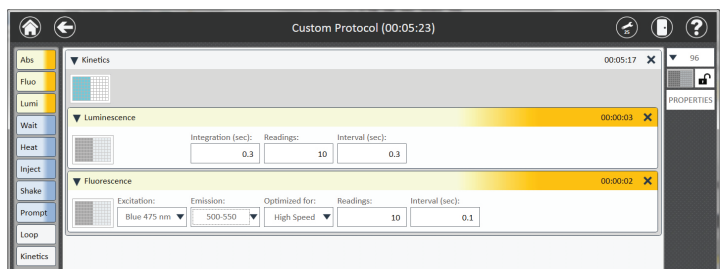 Custom Protocol (00:05:23)
25
?
Abs
Fluo
Lumi
Wait
Heat
Inject
Shake
Prompt
Loop
Kinetics
Kinetics 00:05:17
Luminescence 00:00:03
Integration (sec): Readings: Interval (sec):
0.3 10 0.3
Fluorescence 00:00:02
Excitation: Emission: Optimized for: Readings: Interval (sec):
Blue 475 nm 500-550 High Speed 10 0.1
96
PROPERTIES